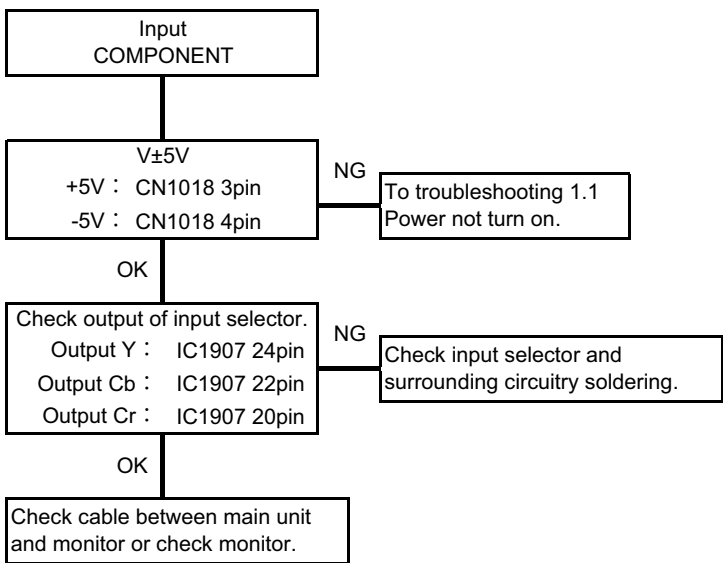 Input
COMPONENT
V±5V
+5V： CN1018 3pin
-5V： CN1018 4pin
NG
To troubleshooting 1.1
Power not turn on.
OK
Check output of input selector.
Output Y： IC1907 24pin
Output Cb： IC1907 22pin
Output Cr： IC1907 20pin
NG
Check input selector and
surrounding circuitry soldering.
OK
Check cable between main unit
and monitor or check monitor.